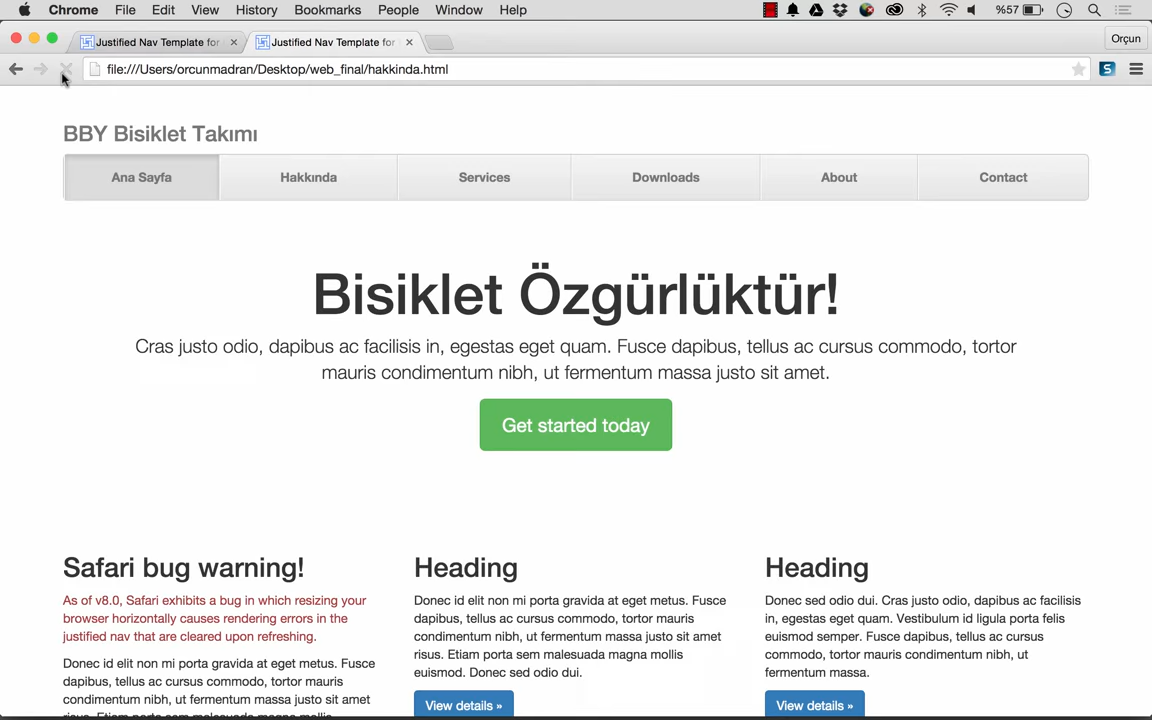 Chrome File Edit View History Bookmarks People Window Help %57
Justified Nav Template for Justified Nav Template for Orçun
file:///Users/orcunmadran/Desktop/web_final/hakkinda.html
BBY Bisiklet Takımı
Ana Sayfa Hakkında Services Downloads About Contact
Bisiklet Özgürlüktür!
Cras justo odio, dapibus ac facilisis in, egestas eget quam. Fusce dapibus, tellus ac cursus commodo, tortor
mauris condimentum nibh, ut fermentum massa justo sit amet.
Get started today
Safari bug warning!
As of v8.0, Safari exhibits a bug in which resizing your
browser horizontally causes rendering errors in the
justified nav that are cleared upon refreshing.
Donec id elit non mi porta gravida at eget metus. Fusce
dapibus, tellus ac cursus commodo, tortor mauris
condimentum nibh, ut fermentum massa justo sit amet
risus. Etiam porta sem malesuada magna mollis
Heading
Donec id elit non mi porta gravida at eget metus. Fusce
dapibus, tellus ac cursus commodo, tortor mauris
condimentum nibh, ut fermentum massa justo sit amet
risus. Etiam porta sem malesuada magna mollis
euismod. Donec sed odio dui.
View details »
Heading
Donec sed odio dui. Cras justo odio, dapibus ac facilisis
in, egestas eget quam. Vestibulum id ligula porta felis
euismod semper. Fusce dapibus, tellus ac cursus
commodo, tortor mauris condimentum nibh, ut
fermentum massa.
View details »